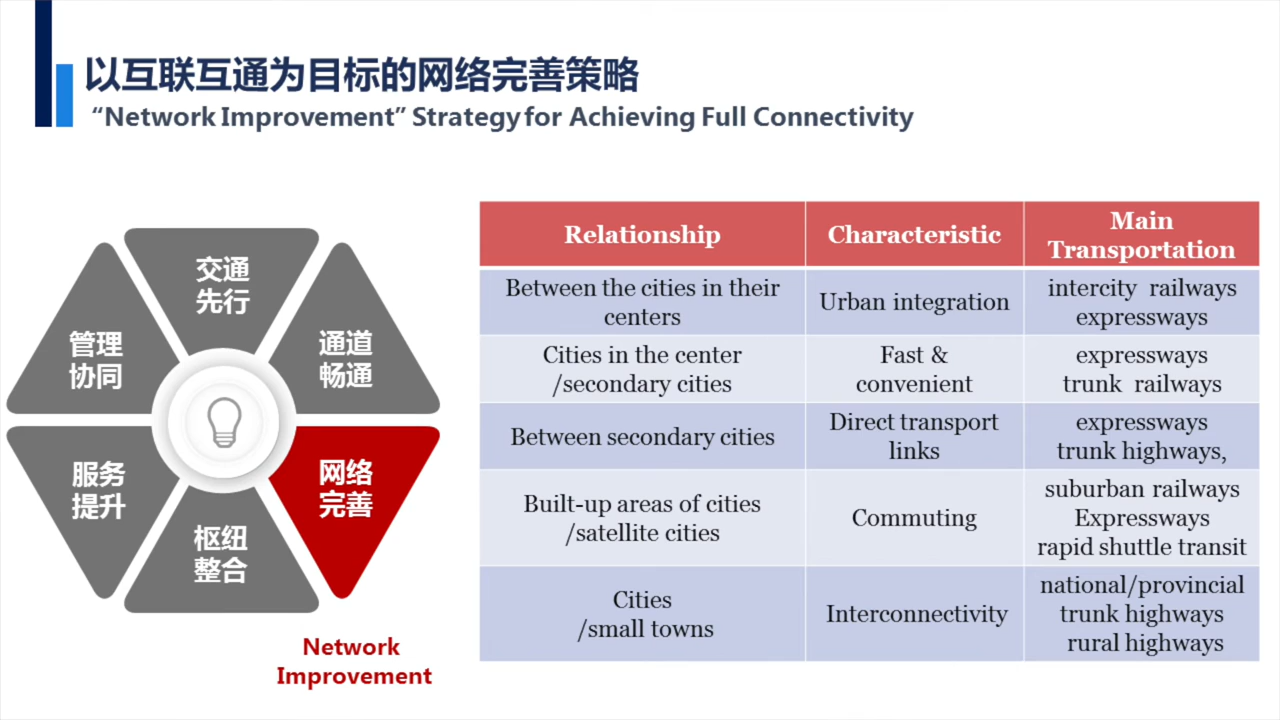 以互联互通为目标的网络完善策略
“Network Improvement” Strategy for Achieving Full Connectivity
交通
先行
通道
畅通
网络
完善
枢纽
整合
服务
提升
管理
协同
Network
Improvement
Relationship
Characteristic
Main
Transportation
Between the cities in their
centers
Urban integration
intercity railways
expressways
Cities in the center
/secondary cities
Fast &
convenient
expressways
trunk railways
Between secondary cities
Direct transport
links
expressways
trunk highways,
Built-up areas of cities
/satellite cities
Commuting
suburban railways
Expressways
rapid shuttle transit
Cities
/small towns
Interconnectivity
national/provincial
trunk highways
rural highways